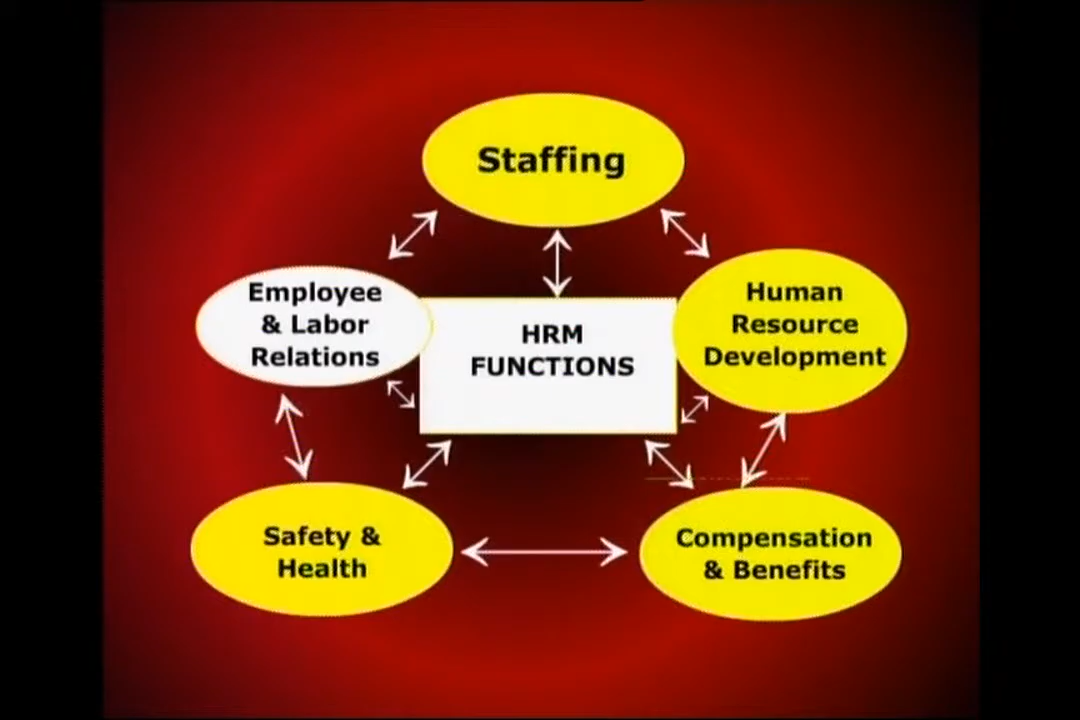 Staffing
Employee
& Labor
Relations
HRM
FUNCTIONS
Human
Resource
Development
Safety &
Health
Compensation
& Benefits